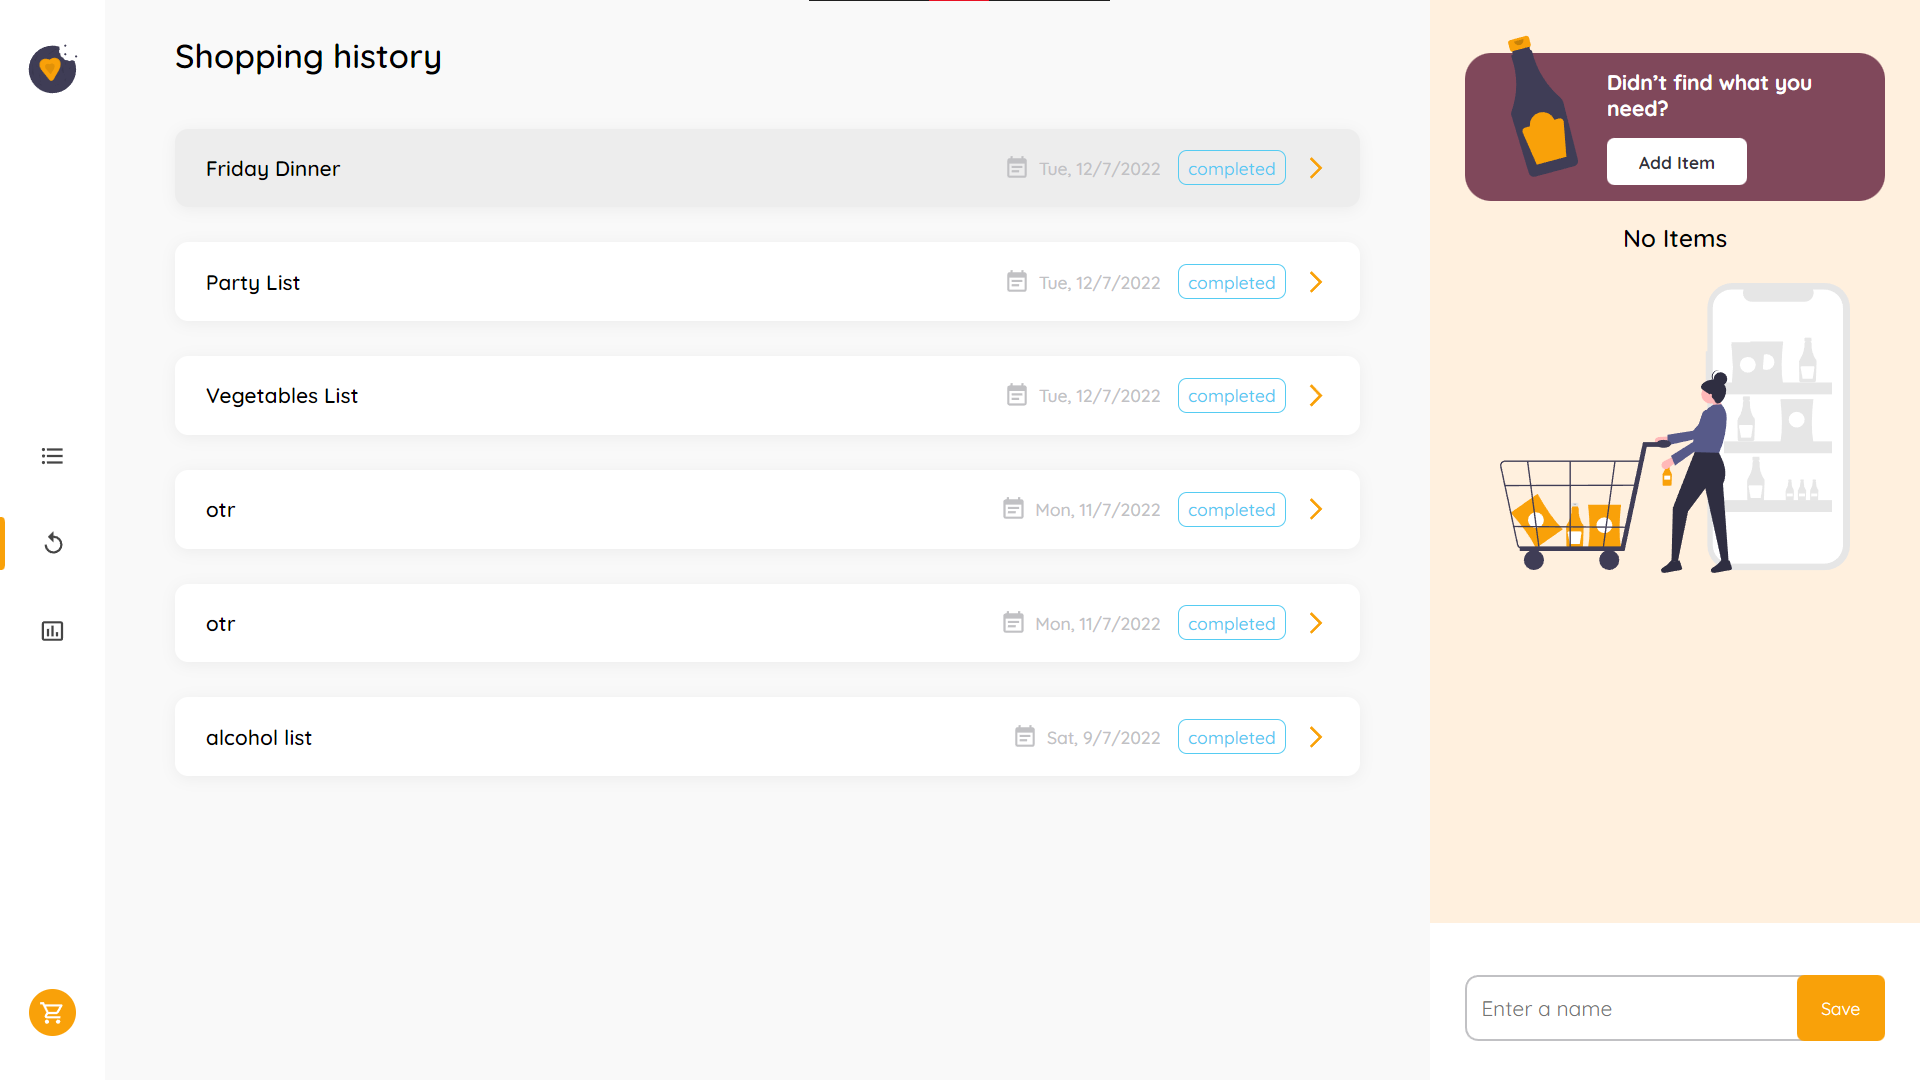 Shopping history
Friday Dinner
Tue, 12/7/2022
completed
Party List
Tue, 12/7/2022
completed
Vegetables List
Tue, 12/7/2022
completed
otr
Mon, 11/7/2022
completed
otr
Mon, 11/7/2022
completed
alcohol list
Sat, 9/7/2022
completed
Didn’t find what you
need?
Add Item
No Items
Enter a name
Save